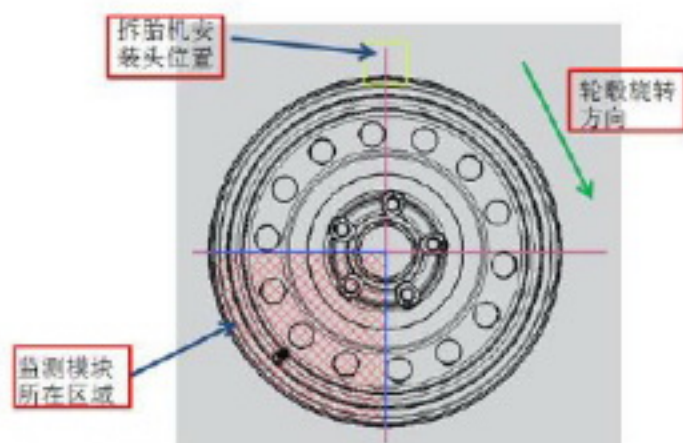 拆胎机安
装头位置
轮毂旋转
方向
监测模块
所在区域